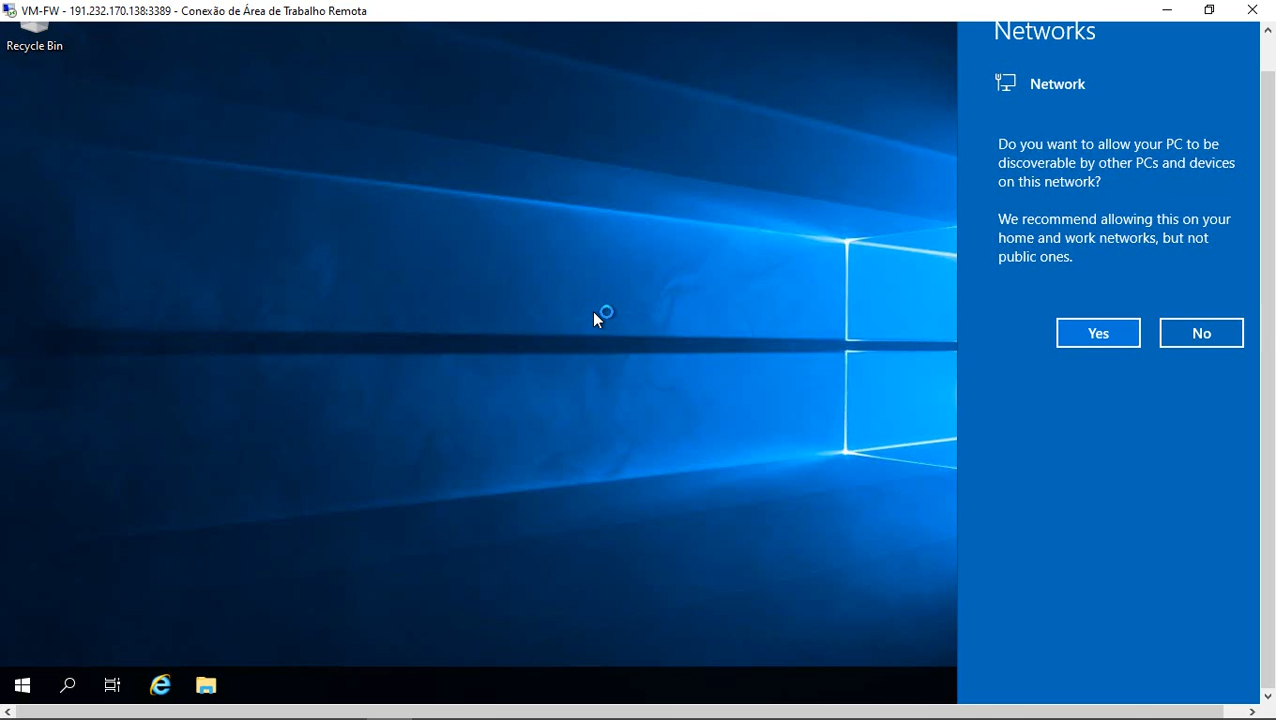 VM-FW - 191.232.170.138:3389 - Conexão de Área de Trabalho Remota
Recycle Bin
Networks
Network
Do you want to allow your PC to be
discoverable by other PCs and devices
on this network?
We recommend allowing this on your
home and work networks, but not
public ones.
Yes
No